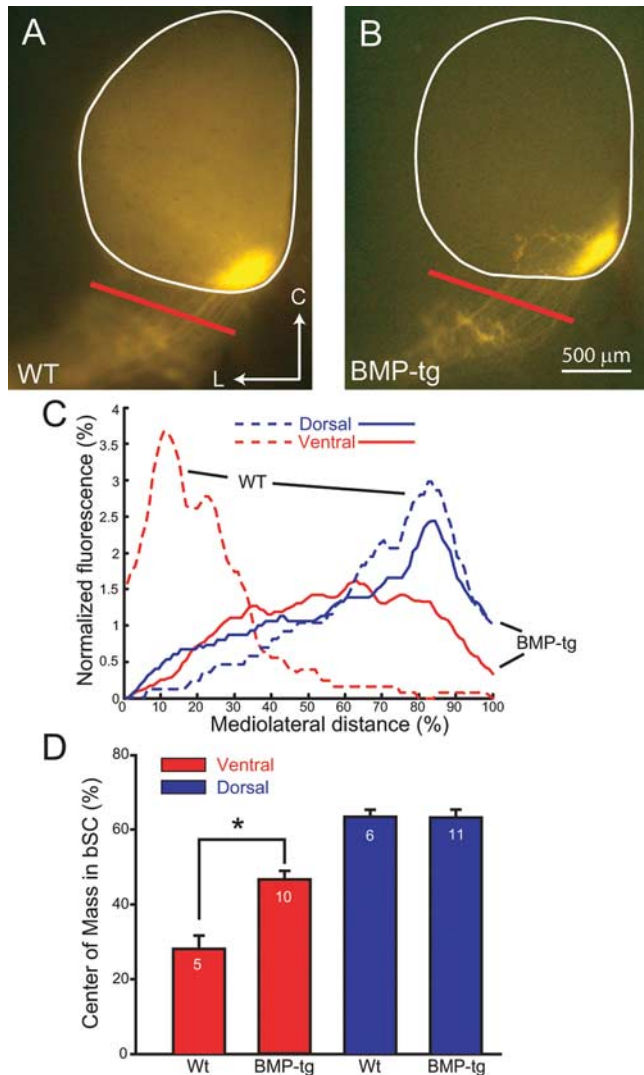 A
WT
C
L
B
BMP-tg
500 μm
C
Normalized fluorescence (%)
4
3.5
3
2.5
2
1.5
1
0.5
0
Dorsal
Ventral
WT
BMP-tg
0 10 20 30 40 50 60 70 80 90 100
Mediolateral distance (%)
D
Center of Mass in bSC (%)
80
60
40
20
0
Ventral
Dorsal
*
5
10
6
11
Wt BMP-tg Wt BMP-tg